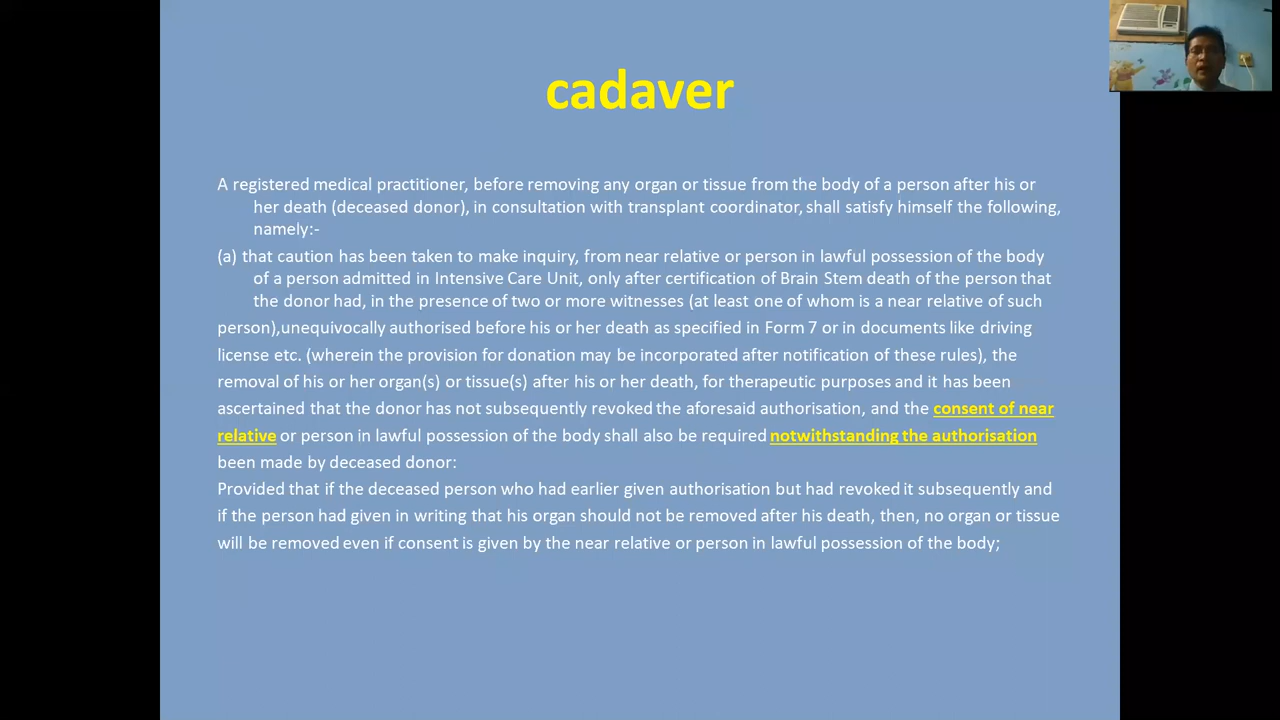 cadaver
A registered medical practitioner, before removing any organ or tissue from the body of a person after his or
her death (deceased donor), in consultation with transplant coordinator, shall satisfy himself the following,
namely:-
(a) that caution has been taken to make inquiry, from near relative or person in lawful possession of the body
of a person admitted in Intensive Care Unit, only after certification of Brain Stem death of the person that
the donor had, in the presence of two or more witnesses (at least one of whom is a near relative of such
person),unequivocally authorised before his or her death as specified in Form 7 or in documents like driving
license etc. (wherein the provision for donation may be incorporated after notification of these rules), the
removal of his or her organ(s) or tissue(s) after his or her death, for therapeutic purposes and it has been
ascertained that the donor has not subsequently revoked the aforesaid authorisation, and the consent of near
relative or person in lawful possession of the body shall also be required notwithstanding the authorisation
been made by deceased donor:
Provided that if the deceased person who had earlier given authorisation but had revoked it subsequently and
if the person had given in writing that his organ should not be removed after his death, then, no organ or tissue
will be removed even if consent is given by the near relative or person in lawful possession of the body;